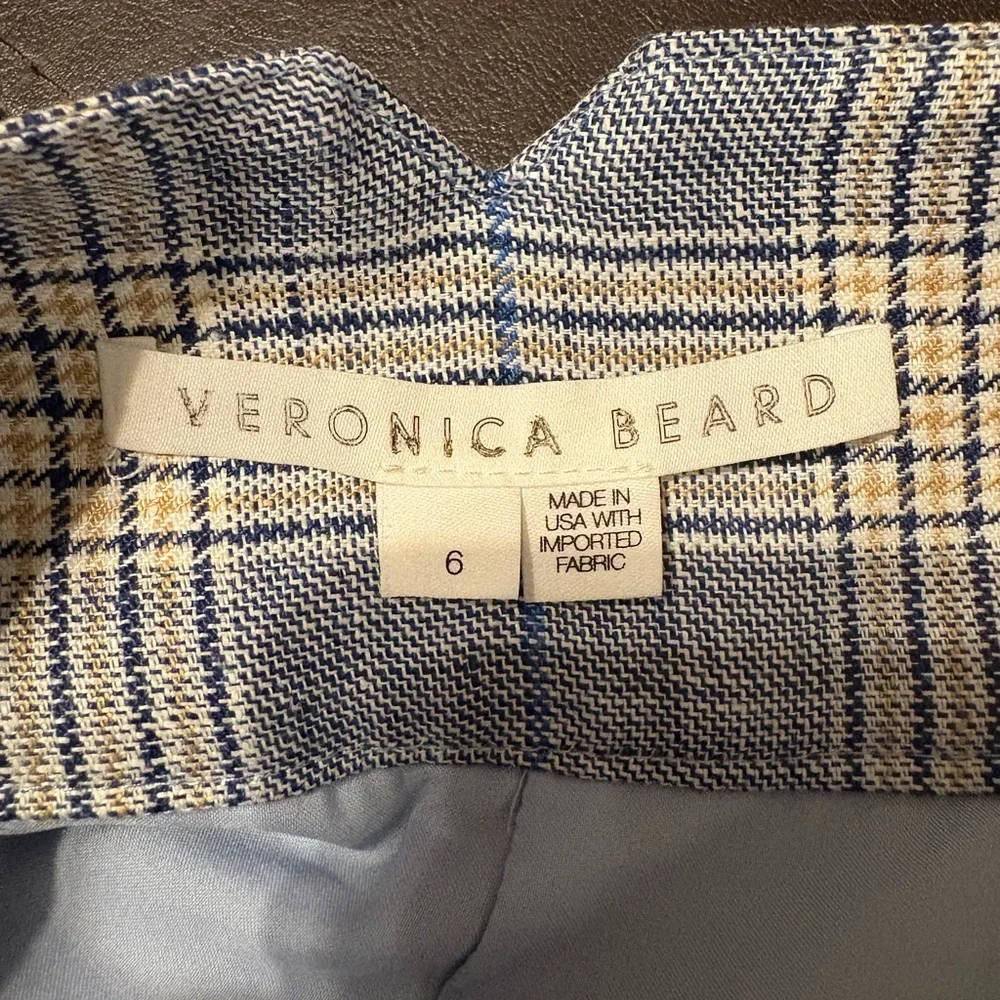 VERONICA BEARD
6
MADE IN
USA WITH
IMPORTED
FABRIC